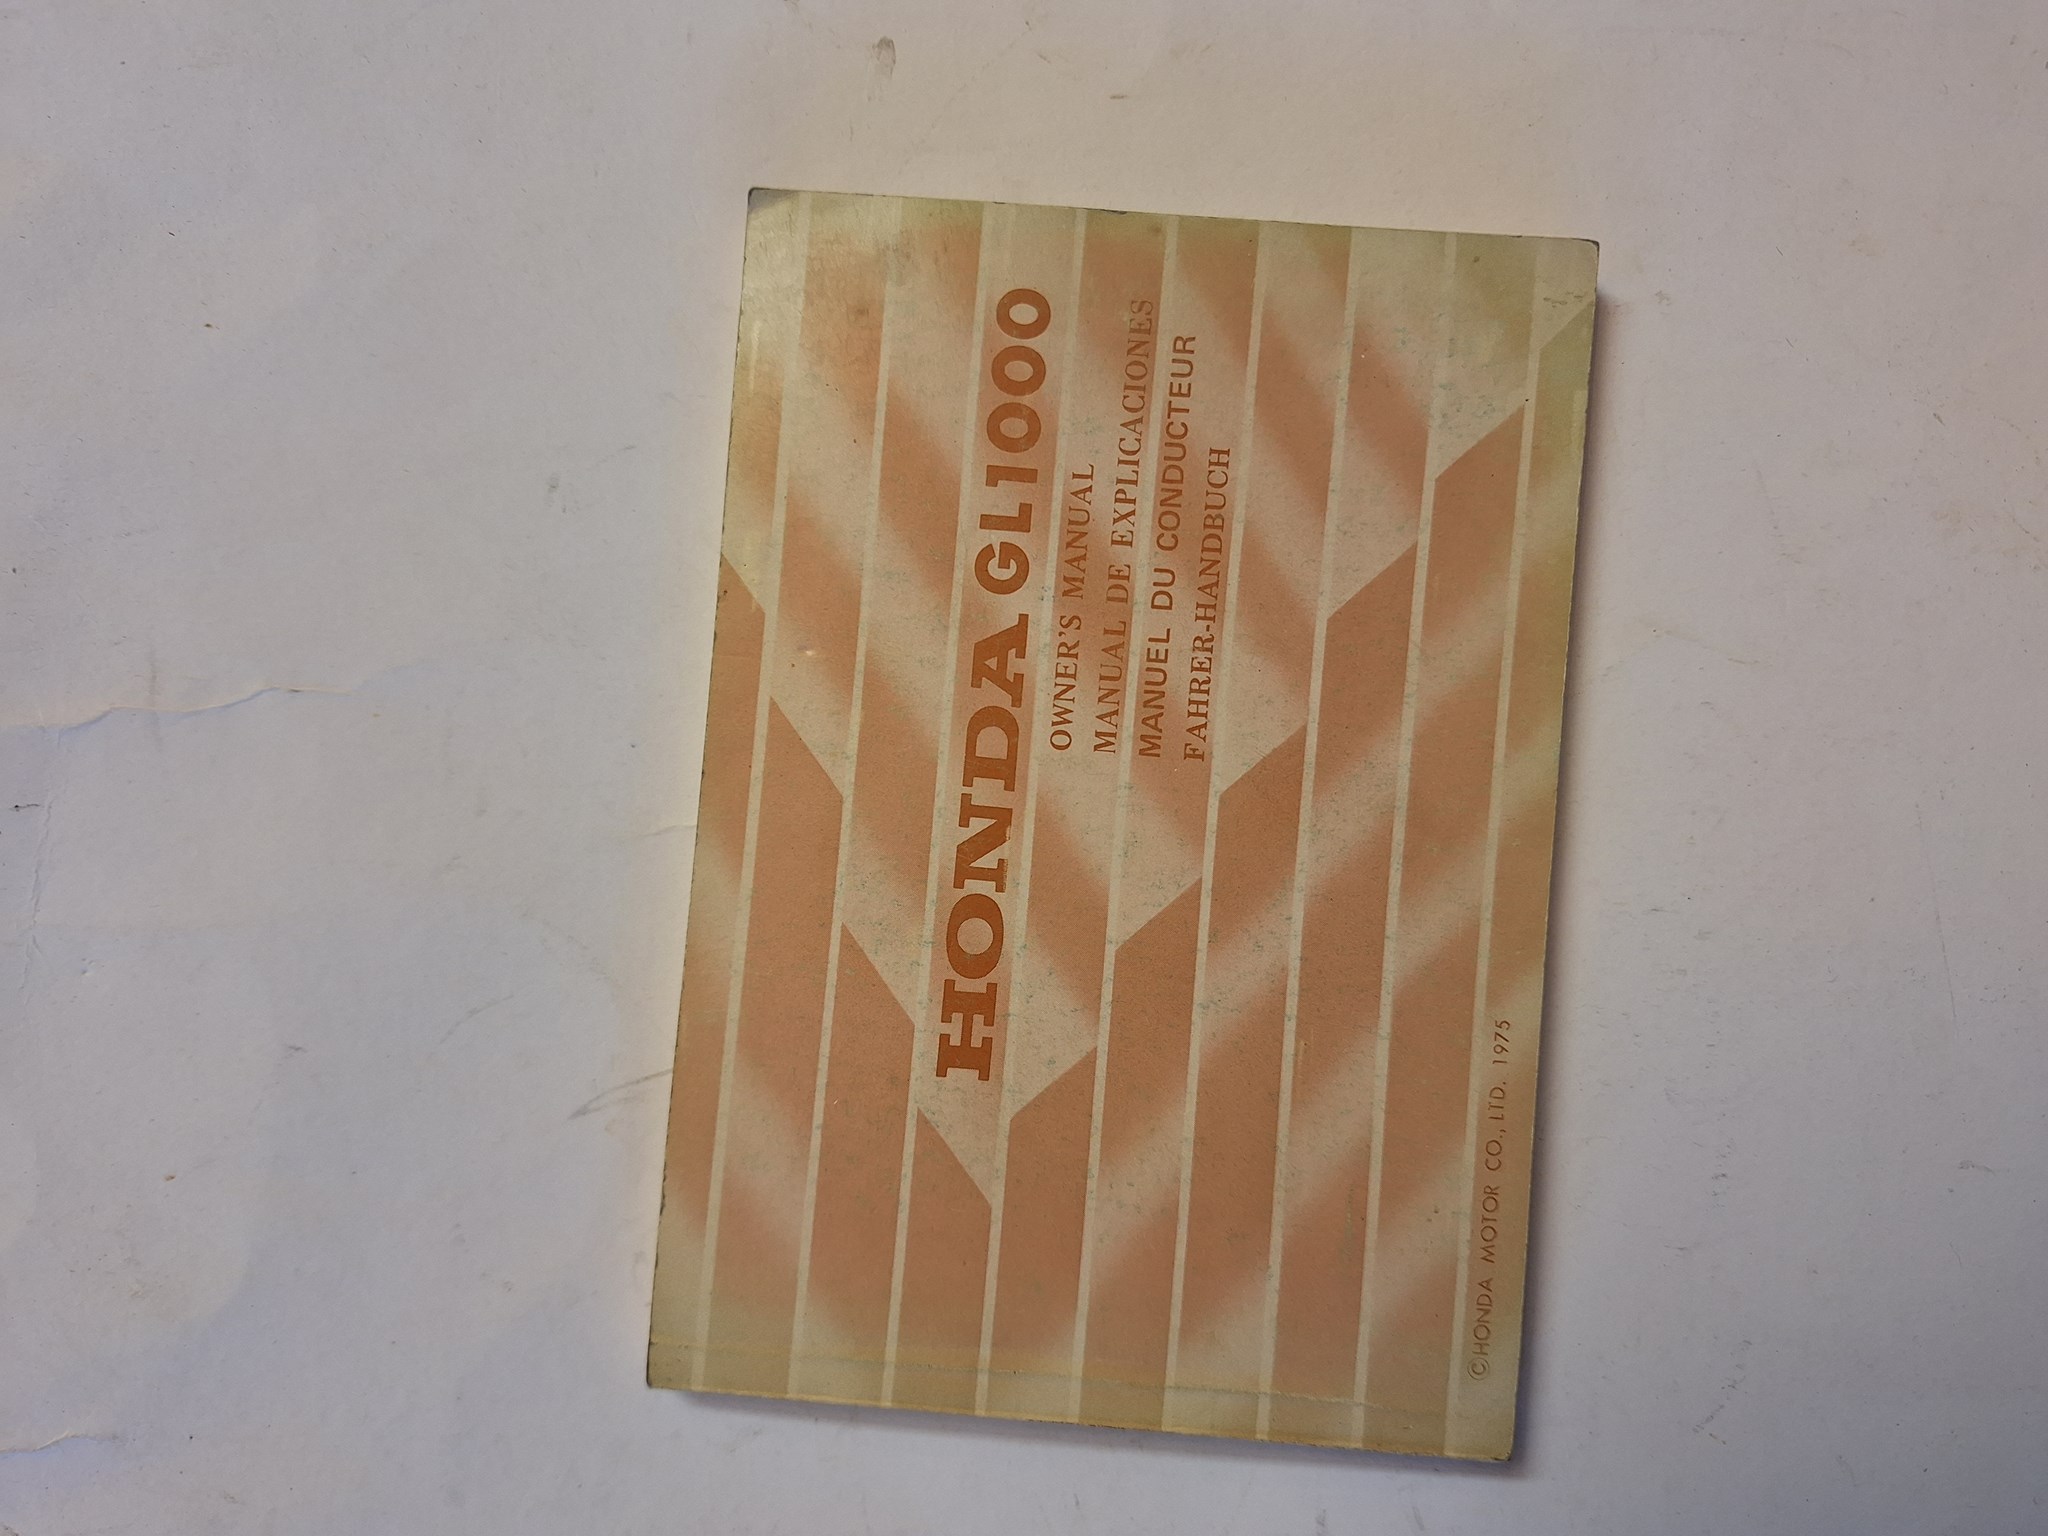 HONDA GL1000
OWNER'S MANUAL
MANUAL DE EXPLICACIONES
MANUEL DU CONDUCTEUR
FAHRER-HANDBUCH
©HONDA MOTOR CO., LTD. 1975